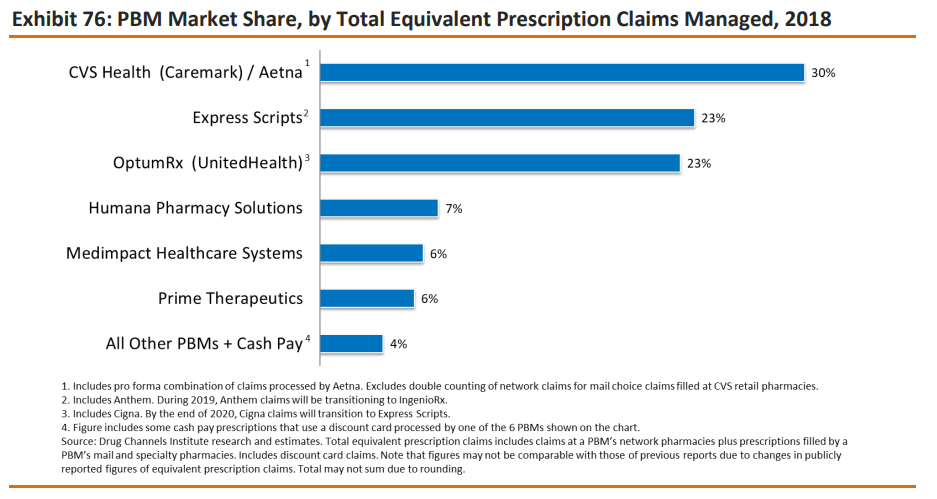 Exhibit 76: PBM Market Share, by Total Equivalent Prescription Claims Managed, 2018
CVS Health (Caremark) / Aetna 1 30%
Express Scripts 2 23%
OptumRx (UnitedHealth) 3 23%
Humana Pharmacy Solutions 7%
Medimpact Healthcare Systems 6%
Prime Therapeutics 6%
All Other PBMs + Cash Pay 4 4%
1. Includes pro forma combination of claims processed by Aetna. Excludes double counting of network claims for mail choice claims filled at CVS retail pharmacies.
2. Includes Anthem. During 2019, Anthem claims will be transitioning to IngenioRx.
3. Includes Cigna. By the end of 2020, Cigna claims will transition to Express Scripts.
4. Figure includes some cash pay prescriptions that use a discount card processed by one of the 6 PBMs shown on the chart.
Source: Drug Channels Institute research and estimates. Total equivalent prescription claims includes claims at a PBM's network pharmacies plus prescriptions filled by a
PBM's mail and specialty pharmacies. Includes discount card claims. Note that figures may not be comparable with those of previous reports due to changes in publicly
reported figures of equivalent prescription claims. Total may not sum due to rounding.